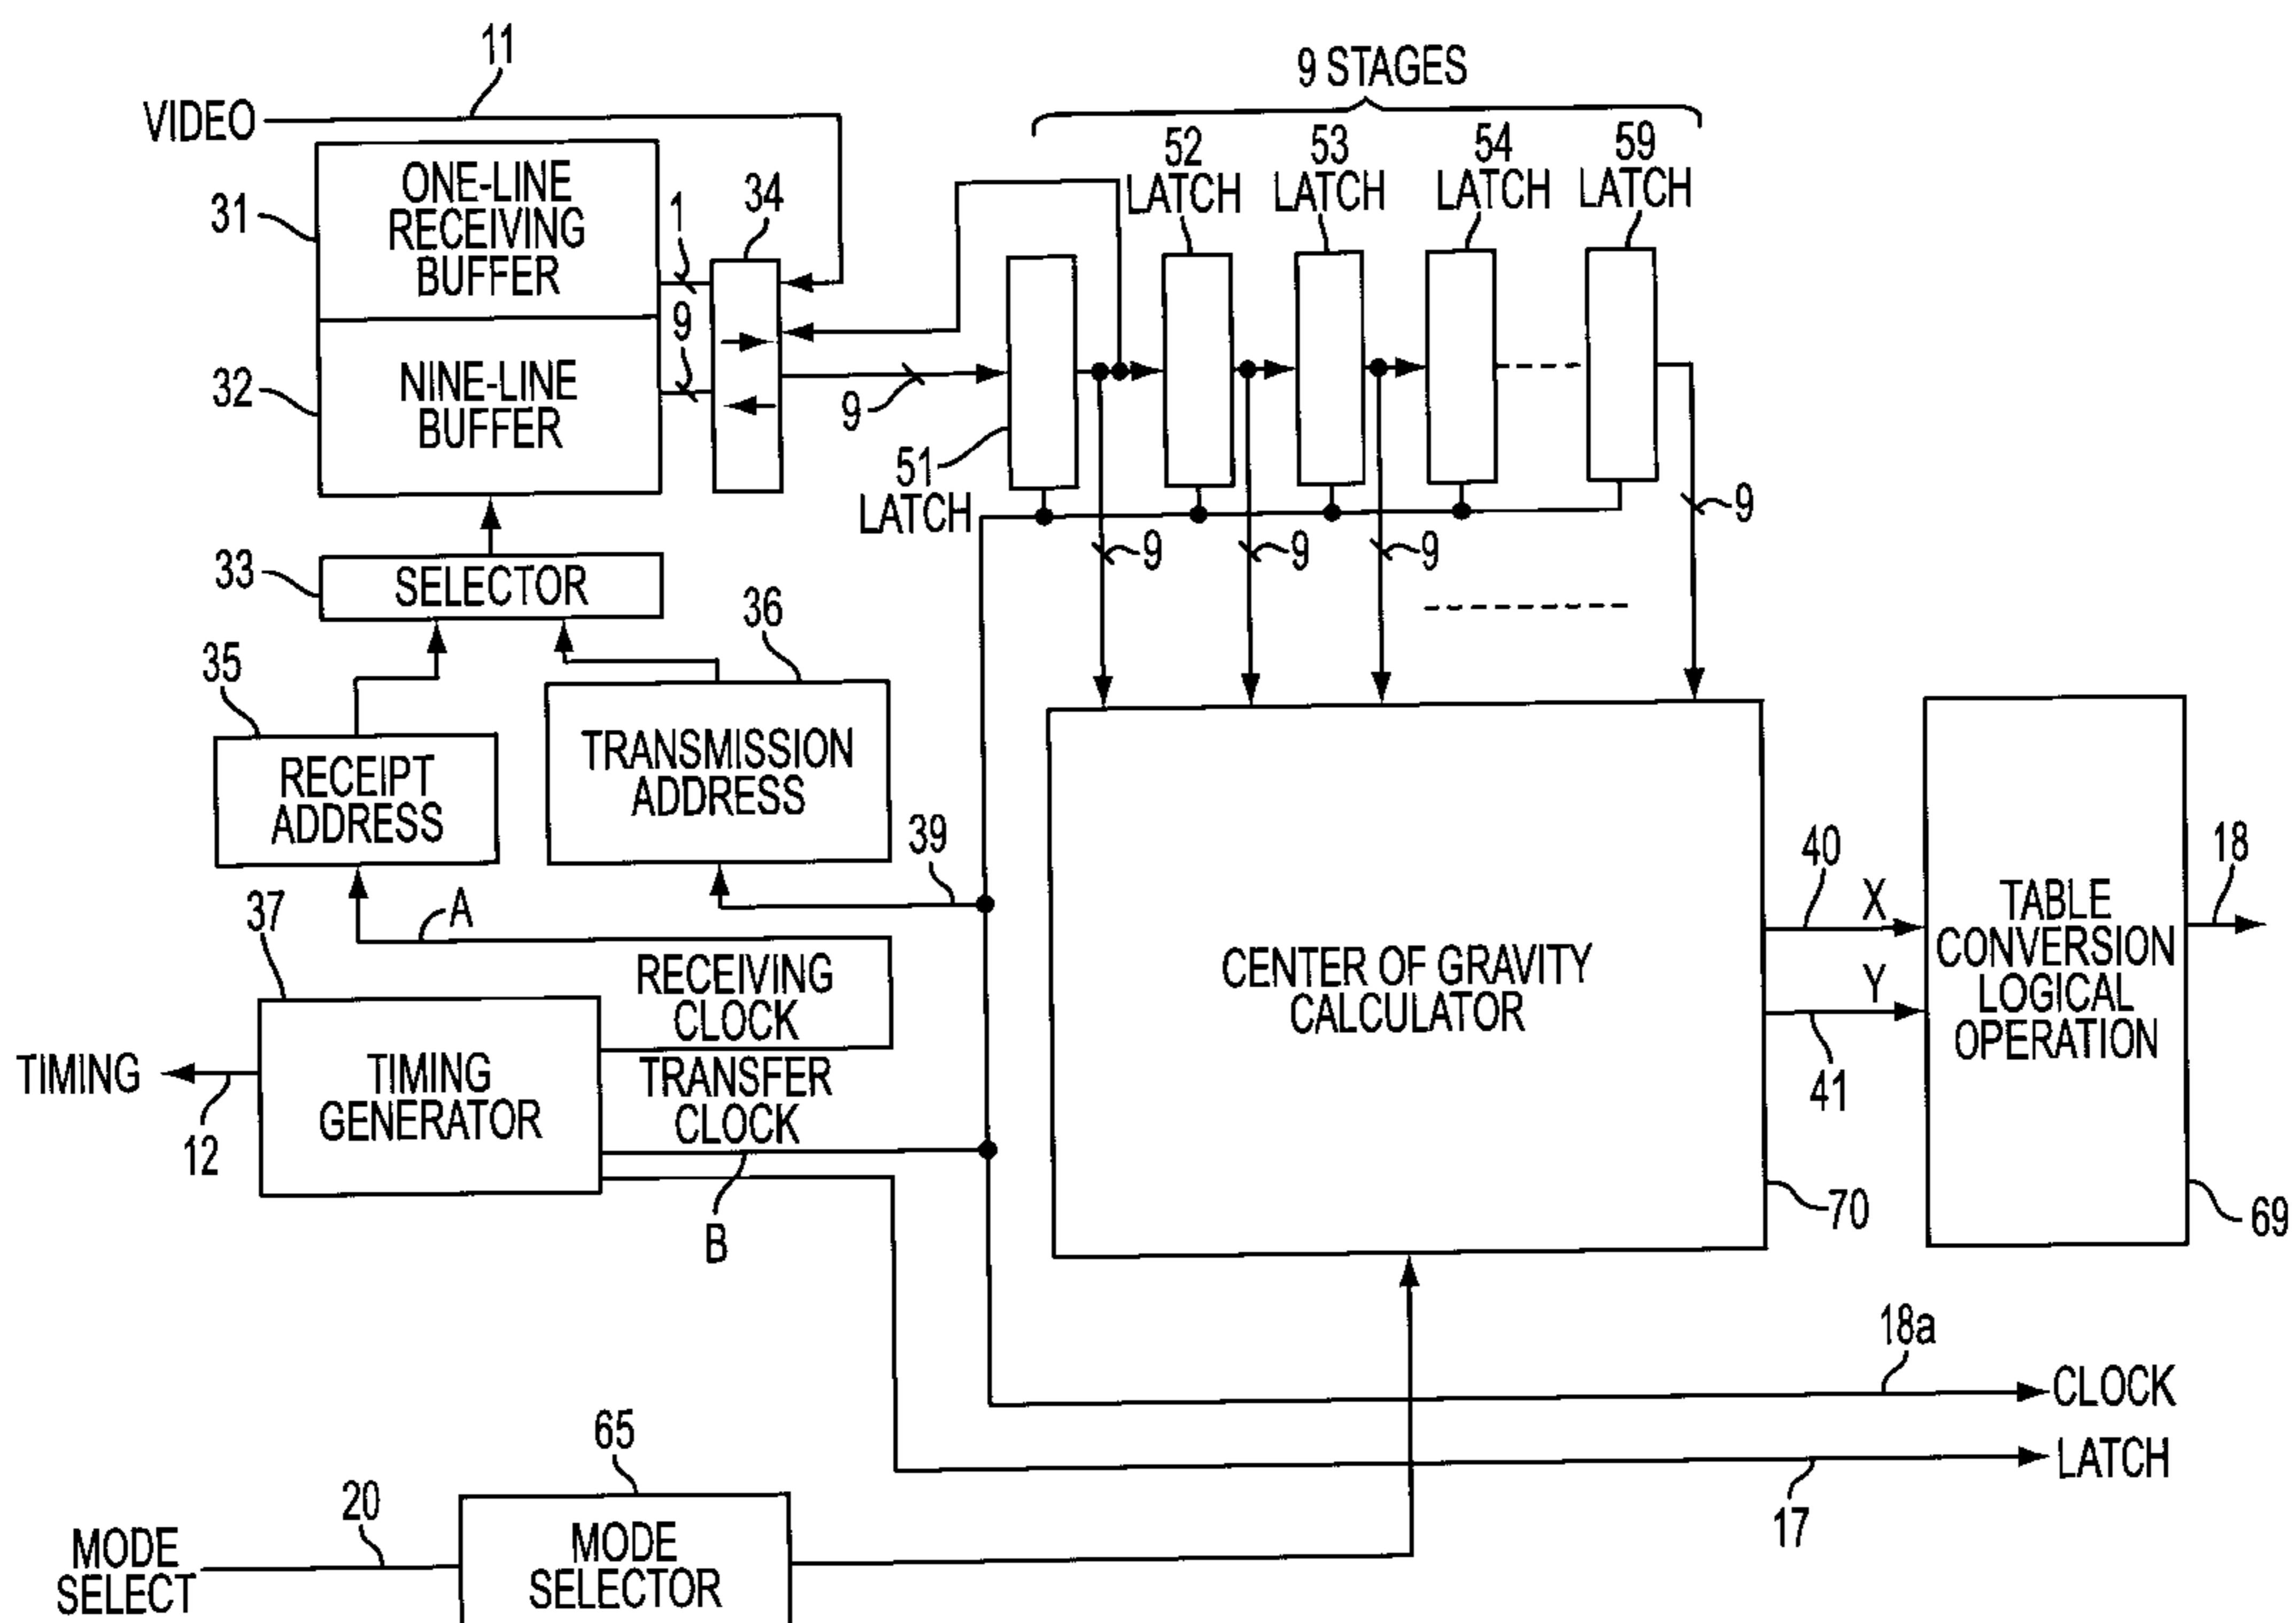 11
9 STAGES
VIDEO
52
LATCH
53
LATCH
54
LATCH
59
LATCH
31
ONE-LINE
RECEIVING
BUFFER
1
34
9
32
NINE-LINE
BUFFER
9
51
LATCH
9
9
9
9
33
SELECTOR
36
35
TRANSMISSION
ADDRESS
RECEIPT
ADDRESS
39
40
X
18
TABLE
CONVERSION
LOGICAL
OPERATION
37
A
RECEIVING
CLOCK
CENTER OF GRAVITY
CALCULATOR
Y
41
TIMING
12
TIMING
GENERATOR
TRANSFER
CLOCK
B
70
69
18a
CLOCK
65
LATCH
17
20
MODE
SELECT
MODE
SELECTOR